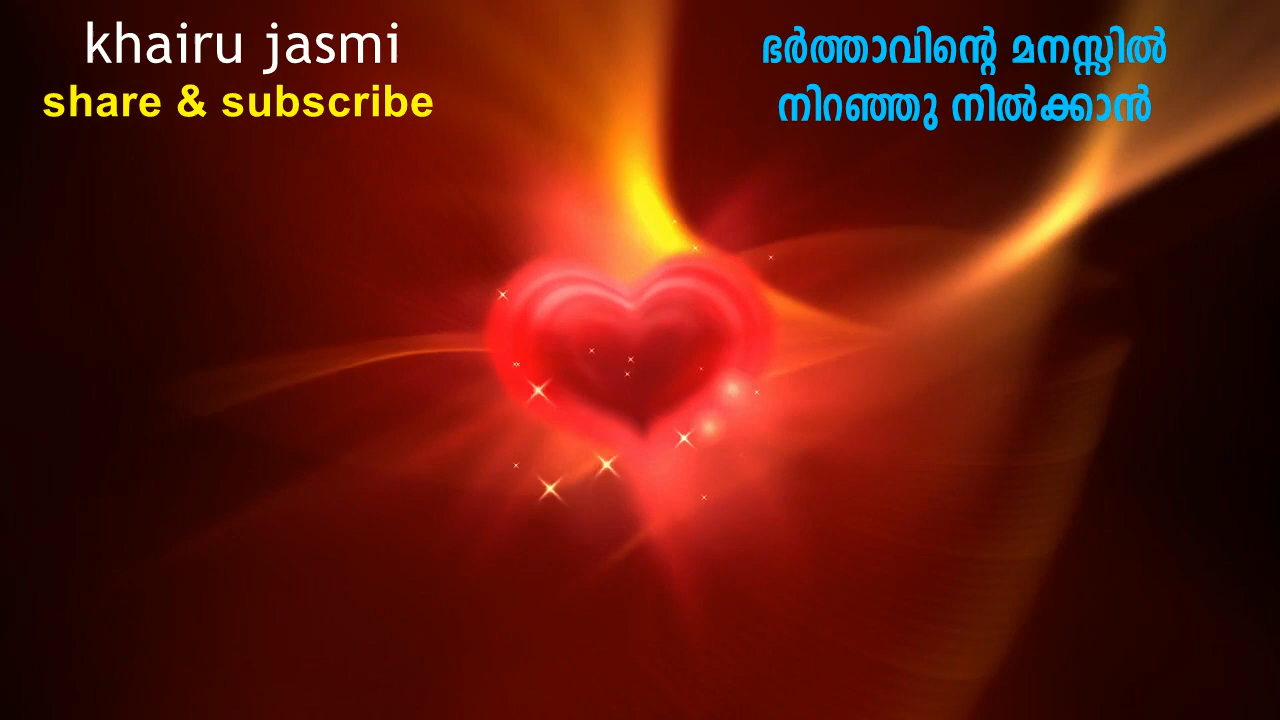 khairu jasmi
share & subscribe
ഭർത്താവിന്റെ മനസ്സിൽ
നിറഞ്ഞു നിൽക്കാൻ